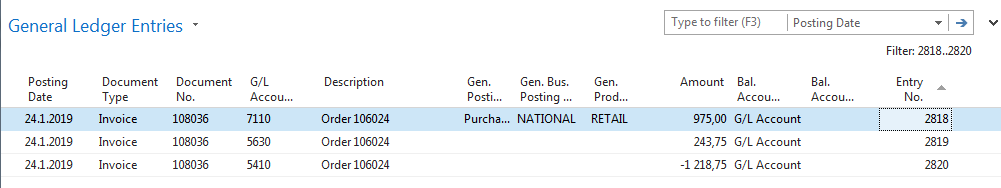 General Ledger Entries
Type to filter (F3) Posting Date
Filter: 2818..2820
Posting Date Document Type Document No. G/L Accou... Description Gen. Posti... Gen. Bus. Posting ... Gen. Prod... Amount Bal. Accou... Bal. Accou... Entry No.
24.1.2019 Invoice 108036 7110 Order 106024 Purcha... NATIONAL RETAIL 975,00 G/L Account 2818
24.1.2019 Invoice 108036 5630 Order 106024 243,75 G/L Account 2819
24.1.2019 Invoice 108036 5410 Order 106024 -1 218,75 G/L Account 2820